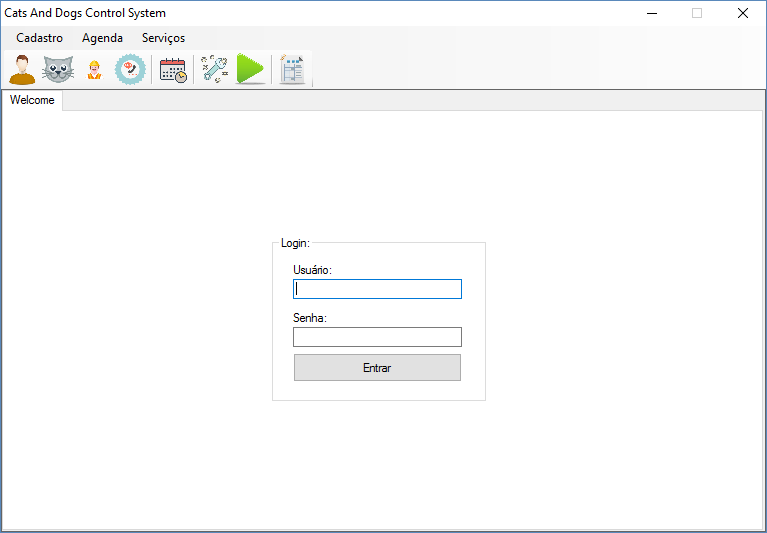 Cats And Dogs Control System
Cadastro Agenda Serviços
Welcome
Login:
Usuário:
Senha:
Entrar